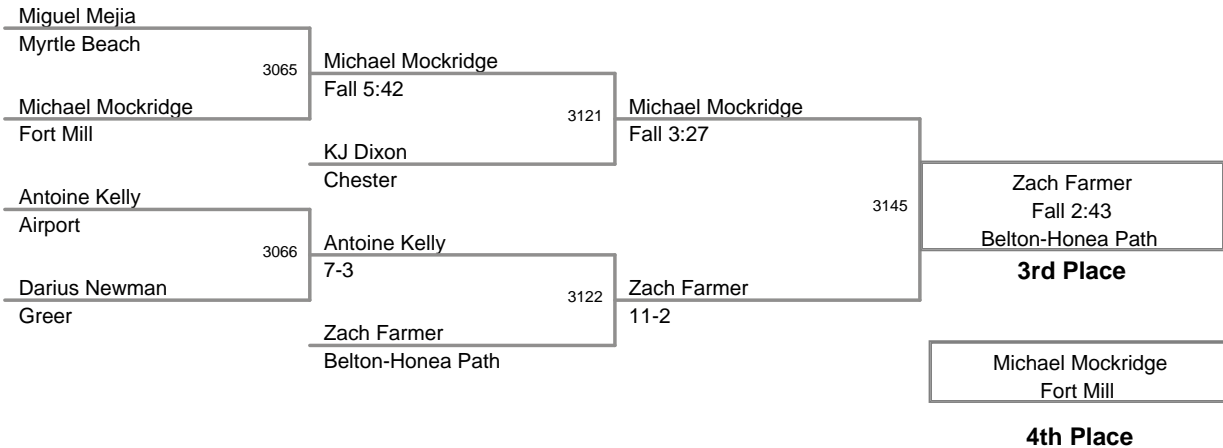 Miguel Mejia
Myrtle Beach
3065
Michael Mockridge
Fort Mill
Michael Mockridge
Fall 5:42
3121
KJ Dixon
Chester
Michael Mockridge
Fall 3:27
Antoine Kelly
Airport
3066
Darius Newman
Greer
Antoine Kelly
7-3
3122
Zach Farmer
Belton-Honea Path
Zach Farmer
11-2
3145
Zach Farmer
Fall 2:43
Belton-Honea Path
3rd Place
Michael Mockridge
Fort Mill
4th Place